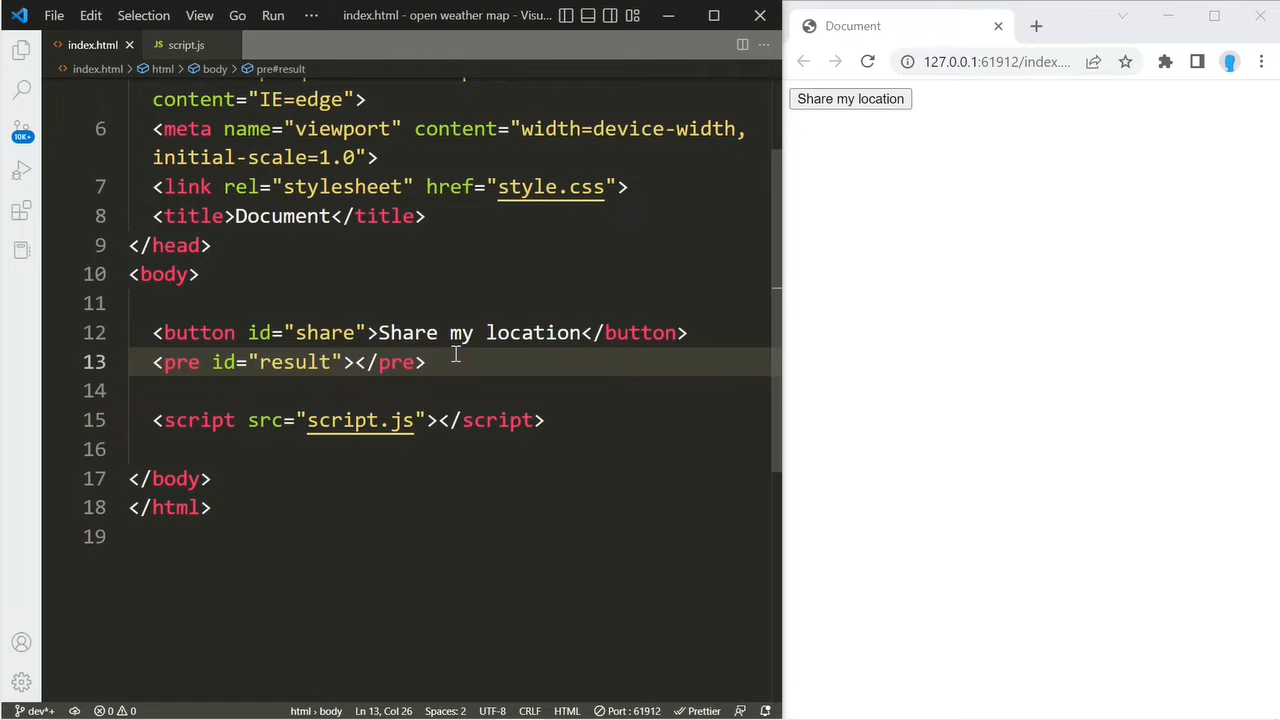 File Edit Selection View Go Run ··· index.html - open weather map - Visu...
Document
index.html script.js
127.0.0.1:61912/index....
index.html html body pre#result
Share my location
content="IE=edge">
6 <meta name="viewport" content="width=device-width,
initial-scale=1.0">
7 <link rel="stylesheet" href="style.css">
8 <title>Document</title>
9 </head>
10 <body>
11
12 <button id="share">Share my location</button>
13 <pre id="result"></pre>
14
15 <script src="script.js"></script>
16
17 </body>
18 </html>
19
10K+
dev*+ 0 0 html › body Ln 13, Col 26 Spaces: 2 UTF-8 CRLF HTML Port : 61912 Prettier